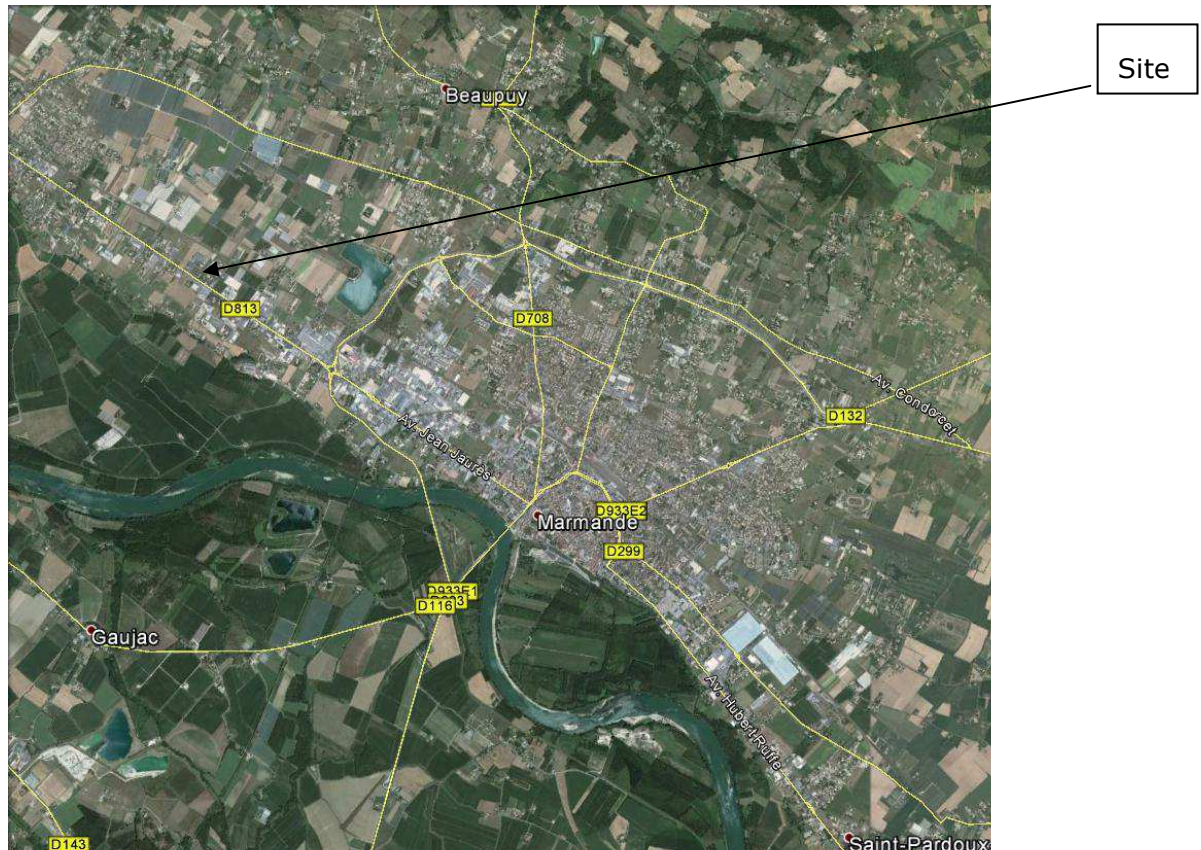 Site
Beaupuy
D813
D708
Av. Condorcet
D132
Av. Jean Jaurès
D933E2
Marmande
D299
D933E1
D116
Gaujac
Av. Hubert Ruffe
D143
Saint-Pardoux